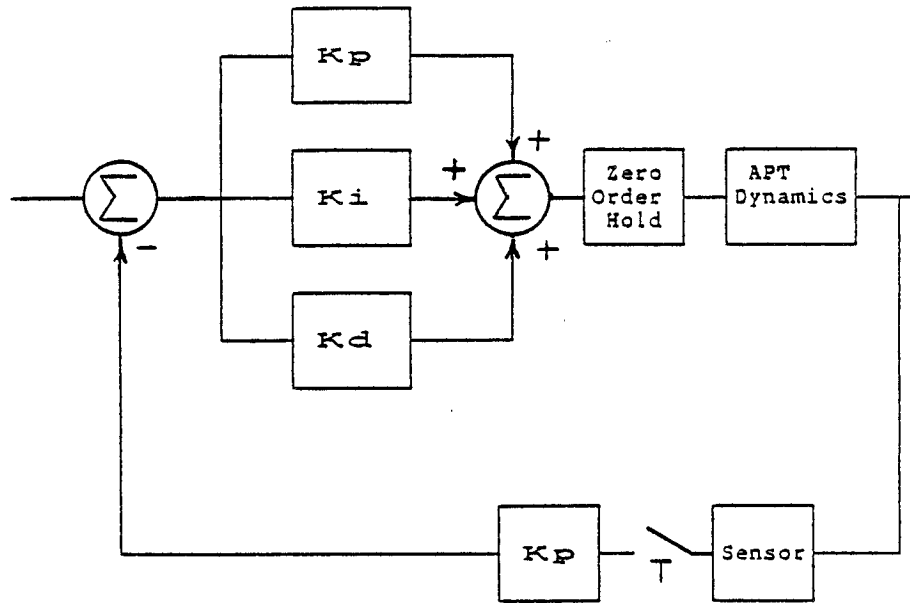 Kp
+
Σ
+
Ki
Σ
Zero
Order
Hold
APT
Dynamics
-
+
Kd
Kp
T
Sensor